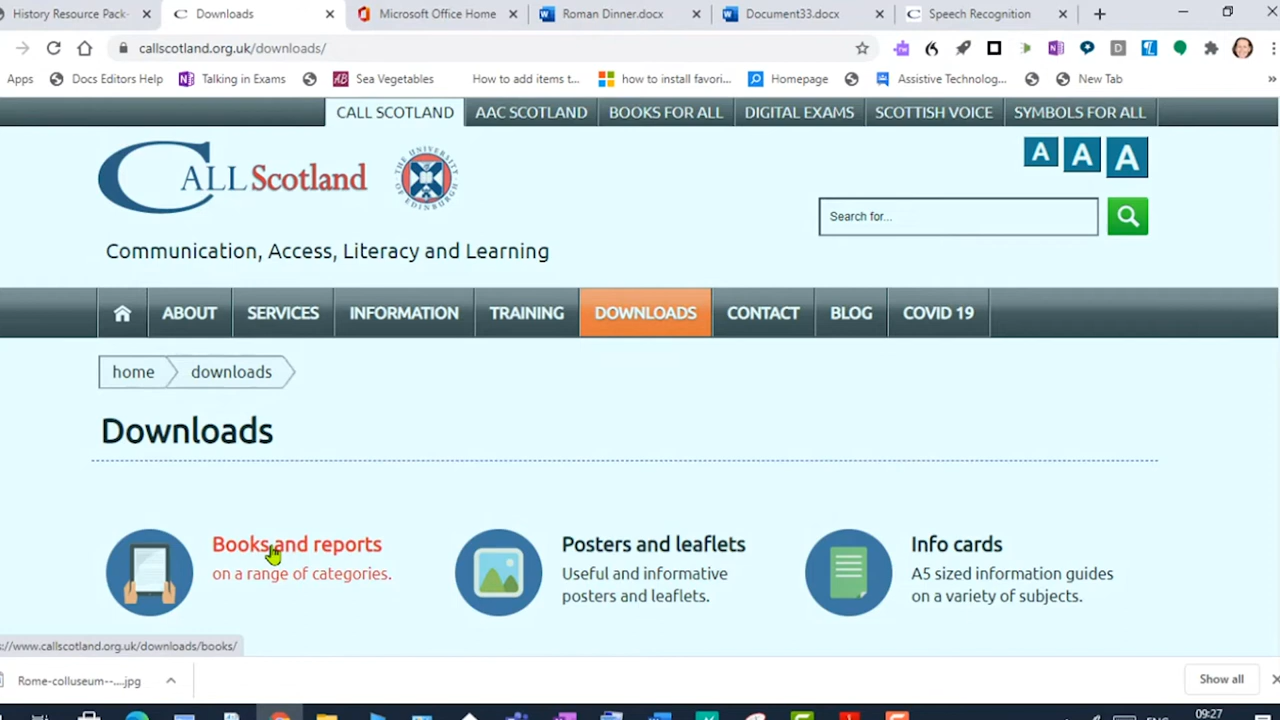 History Resource Pack-
Downloads
Microsoft Office Home
Roman Dinner.docx
Document33.docx
Speech Recognition
callscotland.org.uk/downloads/
Apps
Docs Editors Help
Talking in Exams
Sea Vegetables
How to add items t...
how to install favori...
Homepage
Assistive Technolog...
New Tab
CALL SCOTLAND
AAC SCOTLAND
BOOKS FOR ALL
DIGITAL EXAMS
SCOTTISH VOICE
SYMBOLS FOR ALL
CALL Scotland
A A A
Search for...
Communication, Access, Literacy and Learning
ABOUT
SERVICES
INFORMATION
TRAINING
DOWNLOADS
CONTACT
BLOG
COVID 19
home
downloads
Downloads
Books and reports
on a range of categories.
Posters and leaflets
Useful and informative
posters and leaflets.
Info cards
A5 sized information guides
on a variety of subjects.
://www.callscotland.org.uk/downloads/books/
Rome-colluseum--....jpg
Show all
09:27